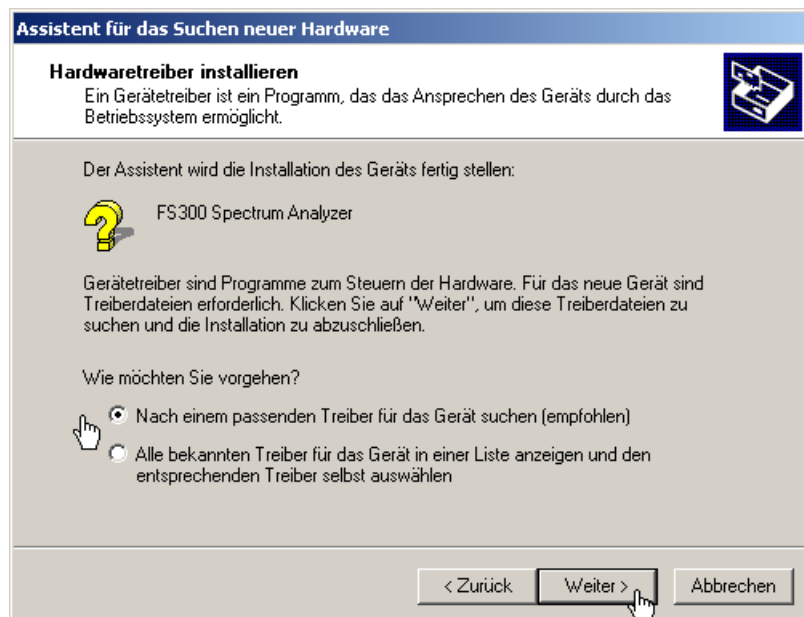 Assistent für das Suchen neuer Hardware
Hardwaretreiber installieren
Ein Gerätetreiber ist ein Programm, das das Ansprechen des Geräts durch das
Betriebssystem ermöglicht.
Der Assistent wird die Installation des Geräts fertig stellen:
FS300 Spectrum Analyzer
Gerätetreiber sind Programme zum Steuern der Hardware. Für das neue Gerät sind
Treiberdateien erforderlich. Klicken Sie auf "Weiter", um diese Treiberdateien zu
suchen und die Installation zu abzuschließen.
Wie möchten Sie vorgehen?
Nach einem passenden Treiber für das Gerät suchen (empfohlen)
Alle bekannten Treiber für das Gerät in einer Liste anzeigen und den
entsprechenden Treiber selbst auswählen
< Zurück Weiter > Abbrechen